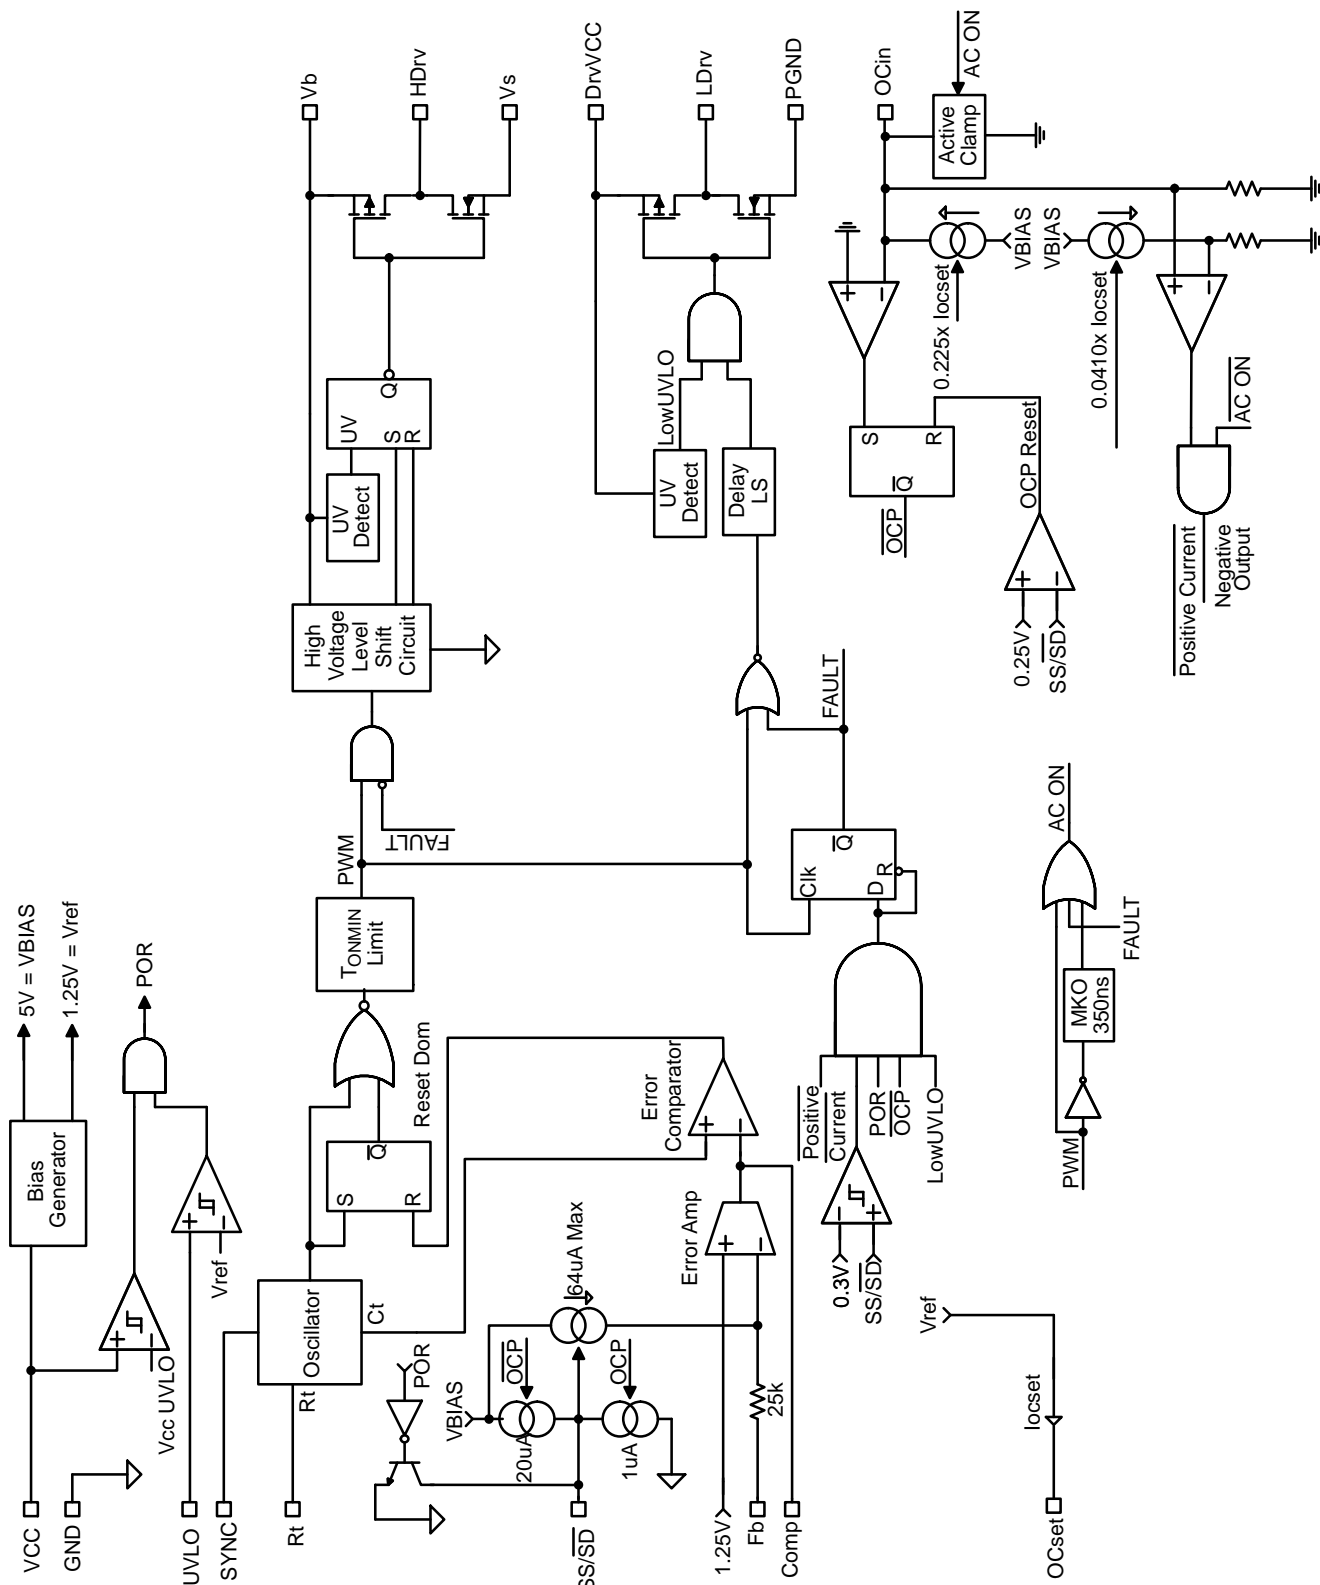 VCC
GND
UVLO
SYNC
Rt
SS/SD
1.25V
Fb
Comp
OCset
Bias
Generator
5V = VBIAS
1.25V = Vref
POR
Vcc UVLO
Vref
Oscillator
Rt
Ct
S
R
Q
Reset Dom
TONMIN
Limit
PWM
FAULT
High
Voltage
Level
Shift
Circuit
UV
Detect
UV
S
R
Q
Vb
HDrv
Vs
DrvVCC
LDrv
PGND
UV
Detect
LowUVLO
Delay
LS
POR
VBIAS
20uA
OCP
64uA Max
OCP
1uA
25k
Error Amp
Error
Comparator
0.3V
SS/SD
Positive
Current
POR
OCP
LowUVLO
Clk
D
R
Q
FAULT
Vref
Iocset
PWM
MKO
350ns
FAULT
AC ON
OCin
Active
Clamp
AC ON
S
R
Q
OCP
OCP Reset
0.25V
SS/SD
0.225x Iocset
VBIAS
VBIAS
0.0410x Iocset
AC ON
Positive Current
Negative
Output